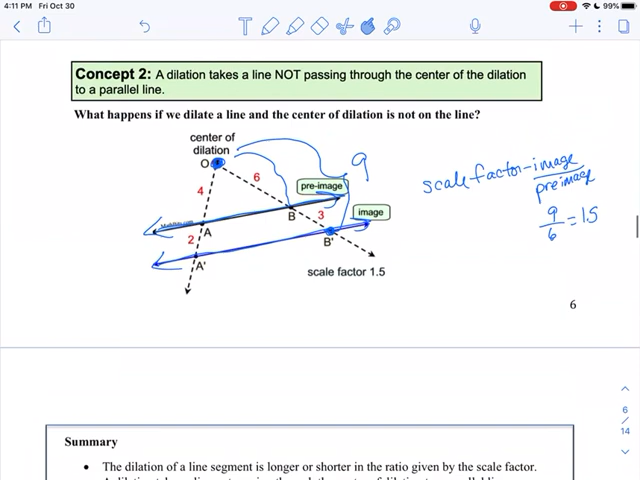 4:11 PM Fri Oct 30
99%
Concept 2: A dilation takes a line NOT passing through the center of the dilation
to a parallel line.
What happens if we dilate a line and the center of dilation is not on the line?
center of
dilation
O
6
9
pre-image
scale factor - image
preimage
4
B
3
image
9
6
= 1.5
A
2
B'
A'
scale factor 1.5
6
6
/
14
Summary
• The dilation of a line segment is longer or shorter in the ratio given by the scale factor.